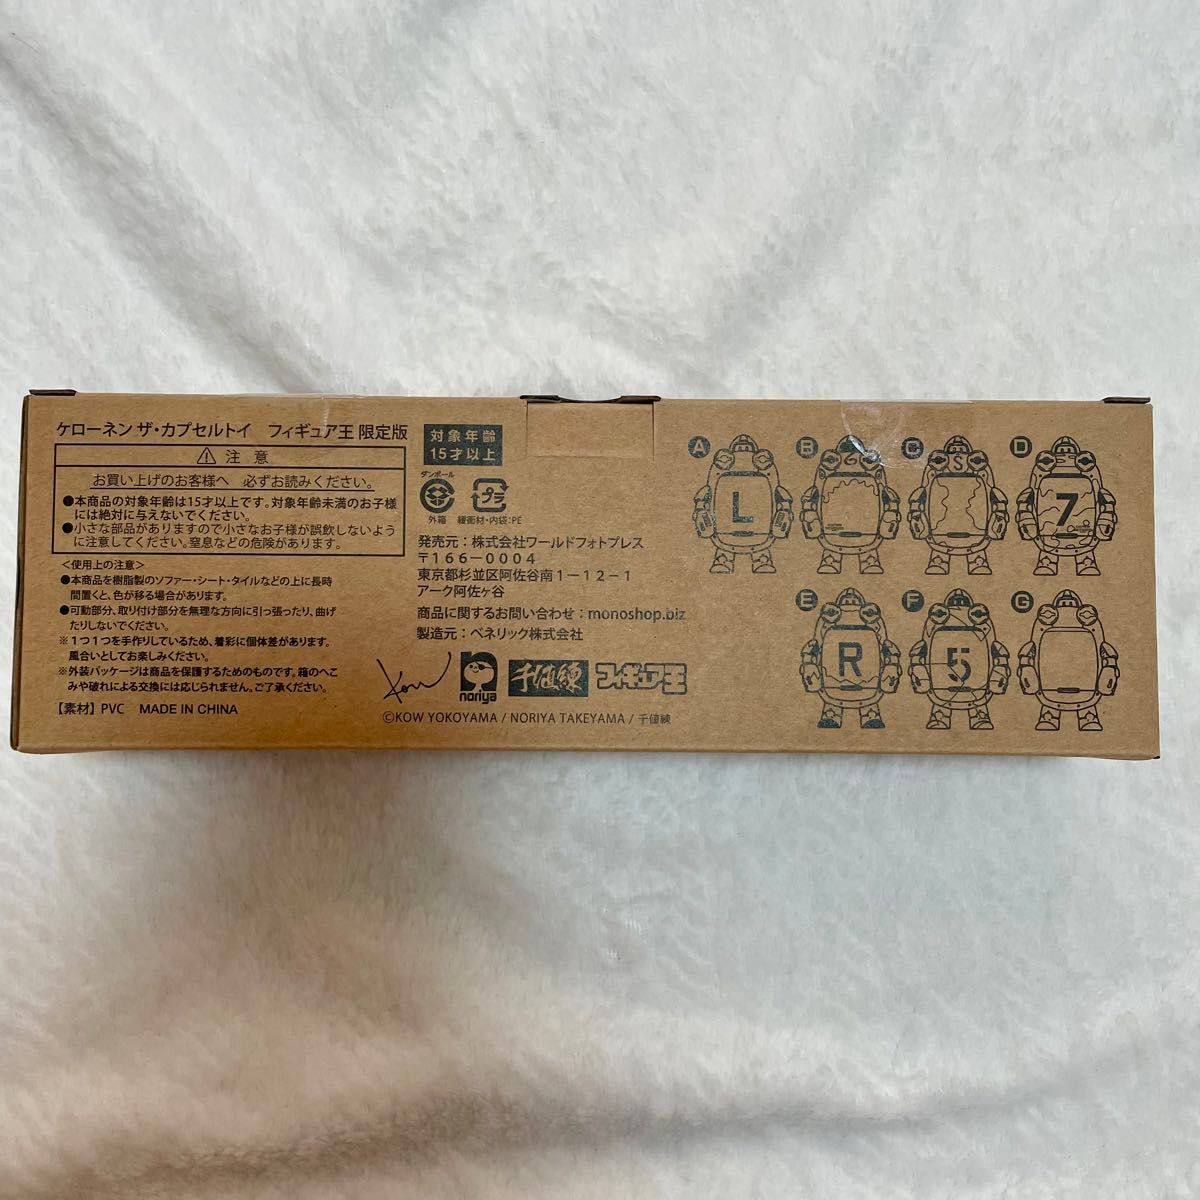 ケローネン ザ・カプセルトイ　フィギュア王 限定版
⚠ 注 意
お買い上げのお客様へ　必ずお読みください。
●本商品の対象年齢は15才以上です。対象年齢未満のお子様
には絶対に与えないでください。
●小さな部品がありますので小さなお子様が誤飲しないよう
に注意してください。窒息などの危険があります。
＜使用上の注意＞
●本商品を樹脂製のソファー・シート・タイルなどの上に長時
間置くと、色が移る場合があります。
●可動部分、取り付け部分を無理な方向に引っ張ったり、曲げ
たりしないでください。
※１つ１つを手作りしているため、着彩に個体差があります。
風合いとしてお楽しみください。
※外装パッケージは商品を保護するためのものです。箱のへこ
みや破れによる交換には応じられません。ご了承ください。
【素材】PVC　MADE IN CHINA
対象年齢
15才以上
ダンボール
外箱
プラ
緩衝材・内袋:PE
発売元：株式会社ワールドフォトプレス
〒166-0004
東京都杉並区阿佐谷南1-12-1
アーク阿佐ヶ谷
商品に関するお問い合わせ：monoshop.biz
製造元：ベネリック株式会社
Kow
noriya
千値練
フィギュア王
©KOW YOKOYAMA / NORIYA TAKEYAMA / 千値練
A
B
C
D
L
6
S
7
E
F
G
R
5